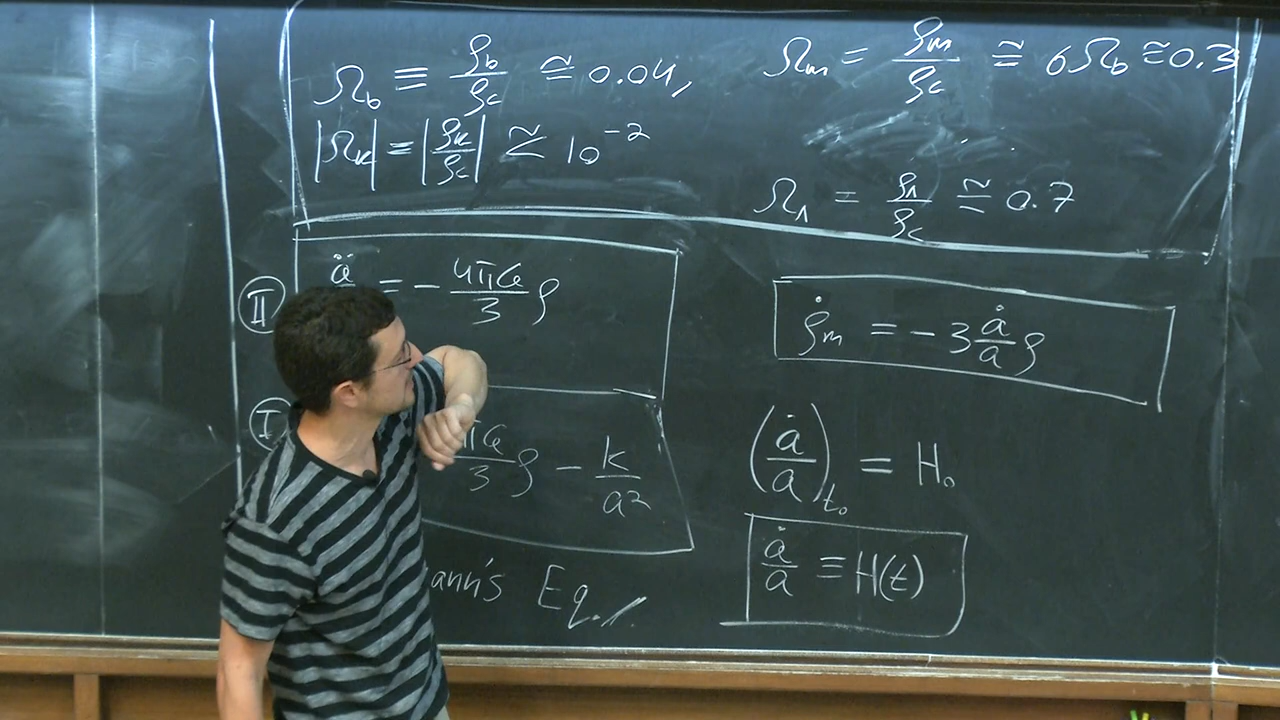 Ω_b ≡ ρ_b/ρ_c ≅ 0.04,
Ω_m = ρ_m/ρ_c ≅ 6Ω_b ≅ 0.3
|Ω_k| = |ρ_k/ρ_c| ≅ 10^-2
Ω_Λ = ρ_Λ/ρ_c ≅ 0.7
II
ä = - 4πG/3 ρ
ρ̇_m = -3 ȧ/a ρ
I
πG/3 ρ - k/a²
(ȧ/a)_t₀ = H₀
ann's Eq.
ȧ/a ≡ H(t)